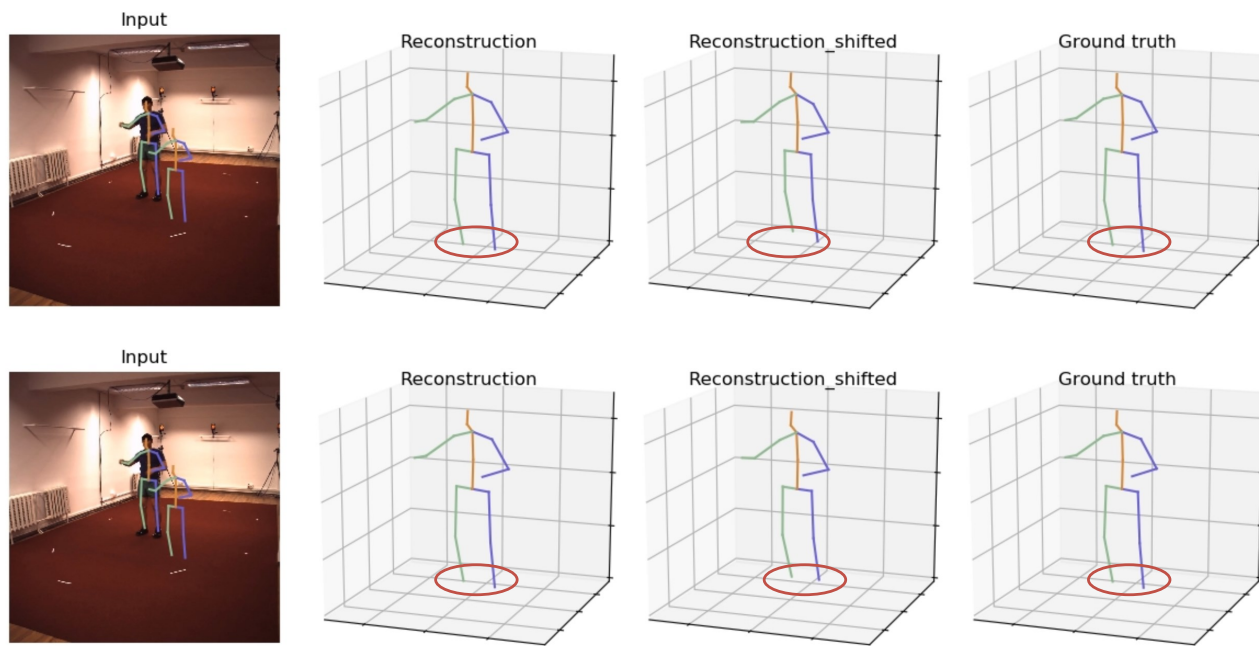 Input
Reconstruction
Reconstruction_shifted
Ground truth
Input
Reconstruction
Reconstruction_shifted
Ground truth